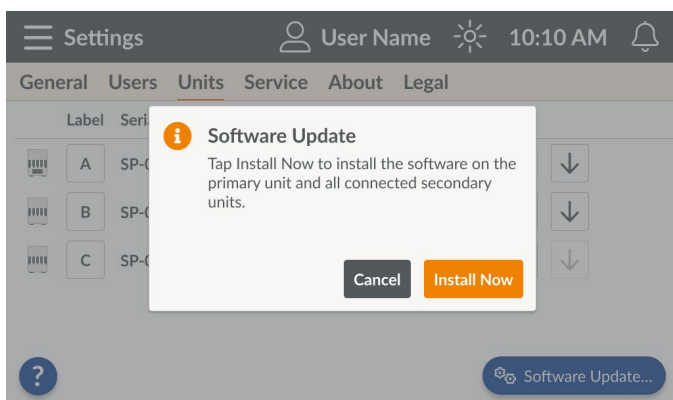 Settings User Name 10:10 AM
General Users Units Service About Legal
Label
Software Update
Tap Install Now to install the software on the
primary unit and all connected secondary
units.
A
B
C
Cancel Install Now
? Software Update...